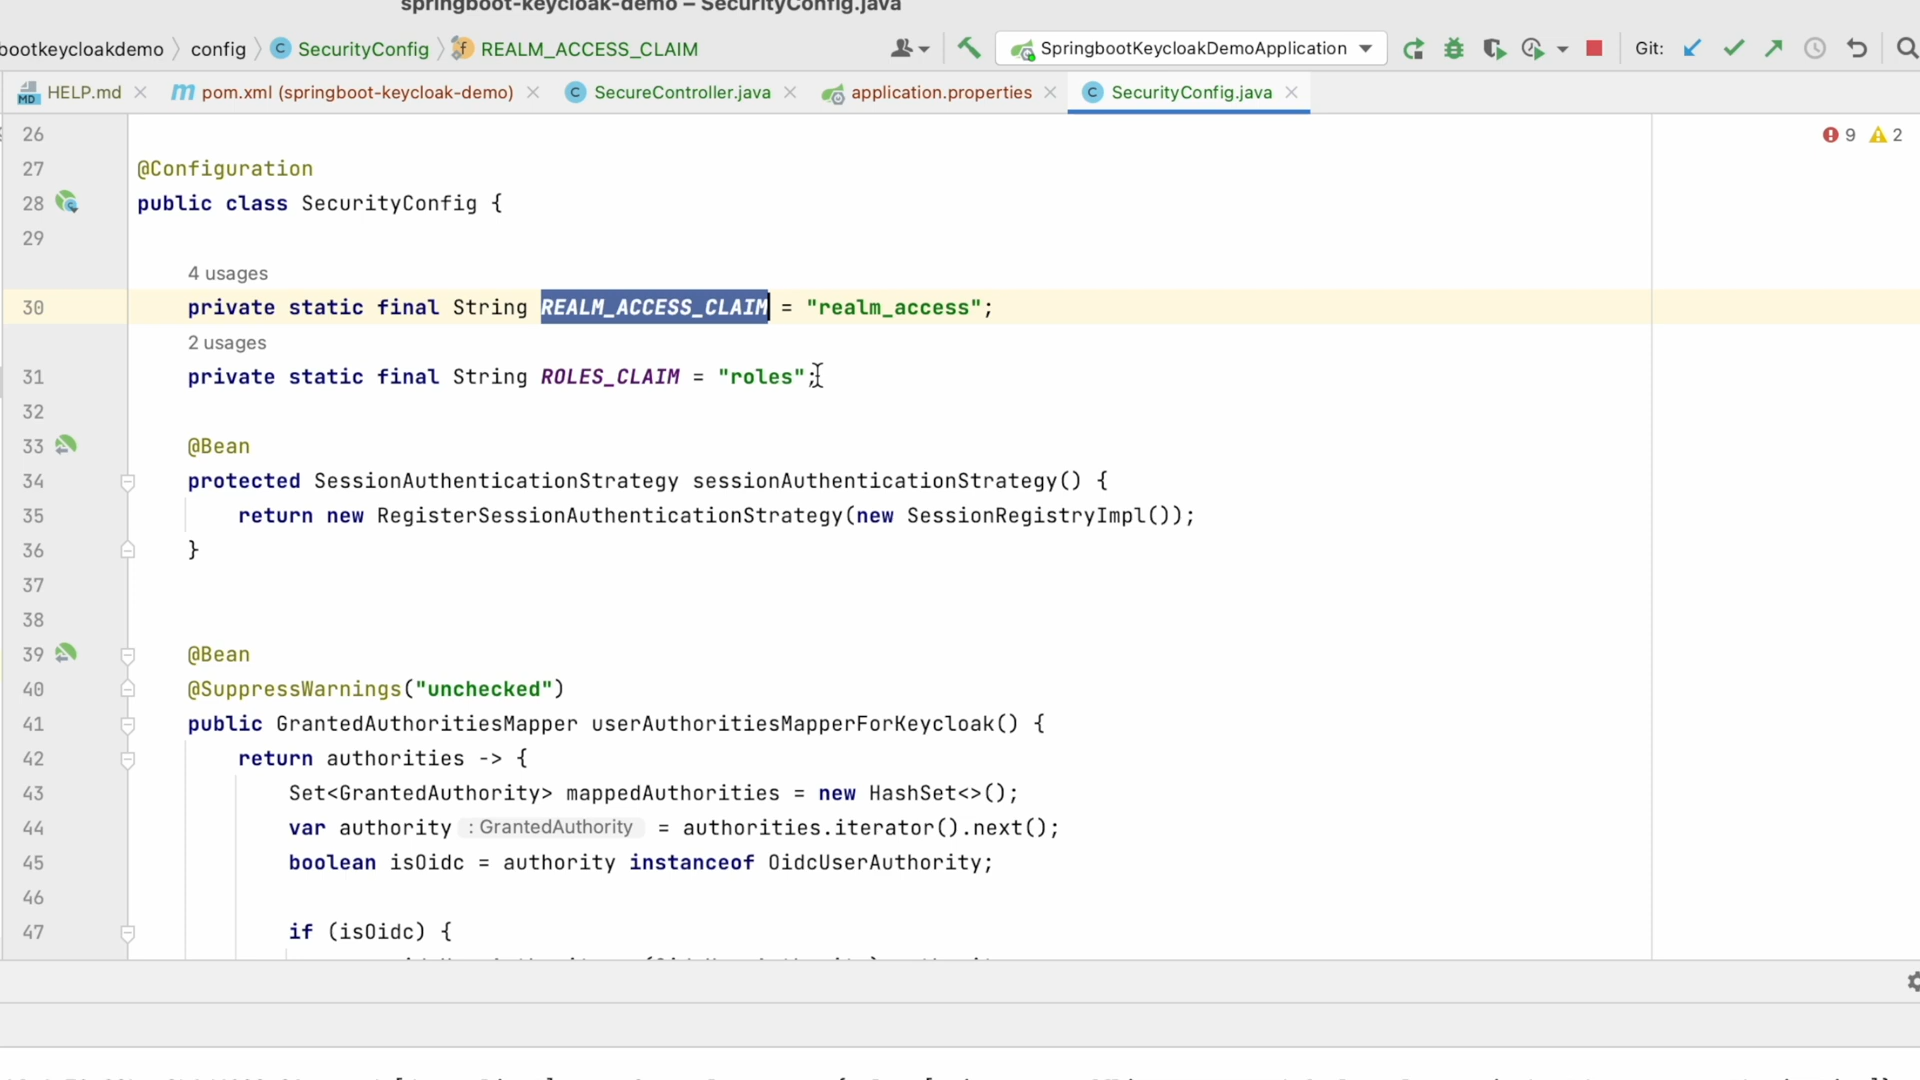 springboot-keycloak-demo – SecurityConfig.java
bootkeycloakdemo config SecurityConfig REALM_ACCESS_CLAIM SpringbootKeycloakDemoApplication Git:
HELP.md pom.xml (springboot-keycloak-demo) SecureController.java application.properties SecurityConfig.java
26 9 2
27 @Configuration
28 public class SecurityConfig {
29
4 usages
30 private static final String REALM_ACCESS_CLAIM = "realm_access";
2 usages
31 private static final String ROLES_CLAIM = "roles";
32
33 @Bean
34 protected SessionAuthenticationStrategy sessionAuthenticationStrategy() {
35 return new RegisterSessionAuthenticationStrategy(new SessionRegistryImpl());
36 }
37
38
39 @Bean
40 @SuppressWarnings("unchecked")
41 public GrantedAuthoritiesMapper userAuthoritiesMapperForKeycloak() {
42 return authorities -> {
43 Set<GrantedAuthority> mappedAuthorities = new HashSet<>();
44 var authority : GrantedAuthority = authorities.iterator().next();
45 boolean isOidc = authority instanceof OidcUserAuthority;
46
47 if (isOidc) {